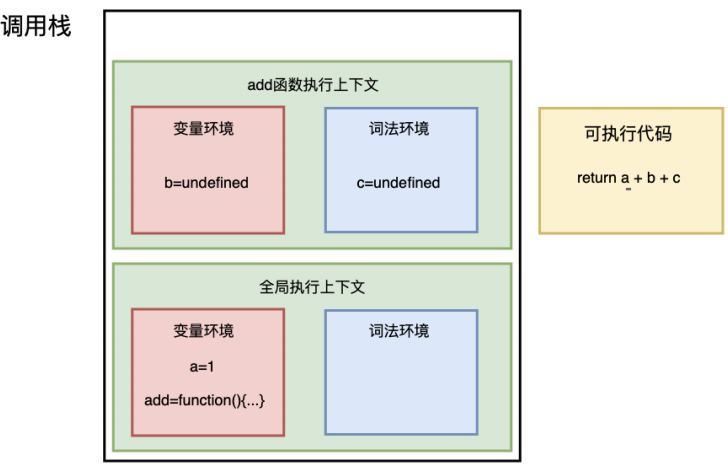 调用栈
add函数执行上下文
变量环境
词法环境
b=undefined
c=undefined
可执行代码
return a + b + c
全局执行上下文
变量环境
词法环境
a=1
add=function(){...}